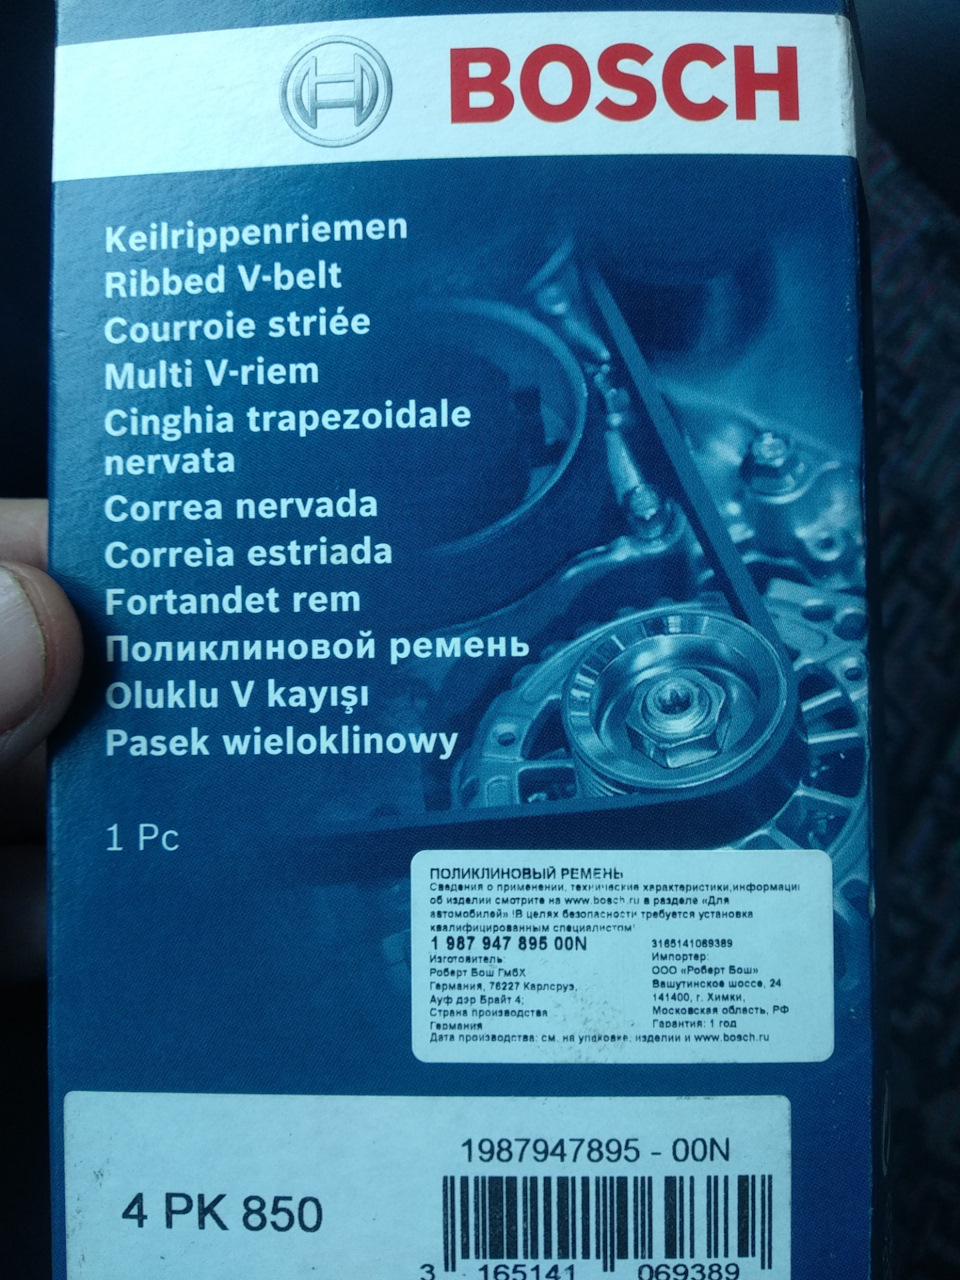 BOSCH
Keilrippenriemen
Ribbed V-belt
Courroie striée
Multi V-riem
Cinghia trapezoidale
nervata
Correa nervada
Correìa estriada
Fortandet rem
Поликлиновой ремень
Oluklu V kayışı
Pasek wieloklinowy
1 Pc
ПОЛИКЛИНОВЫЙ РЕМЕНЬ
Сведения о применении, технические характеристики,информаци
об изделии смотрите на www.bosch.ru в разделе «Для
автомобилей» !В целях безопасности требуется установка
квалифицированным специалистом!
1 987 947 895 00N
3165141069389
Изготовитель:
Роберт Бош ГмбХ
Германия, 76227 Карлсруэ,
Ауф дэр Брайт 4;
Страна производства
Германия
Импортер:
ООО «Роберт Бош»
Вашутинское шоссе, 24
141400, г. Химки,
Московская область, РФ
Гарантия: 1 год
Дата производства: см. на упаковке, изделии и www.bosch.ru
1987947895 - 00N
4 PK 850
3 165141 069389